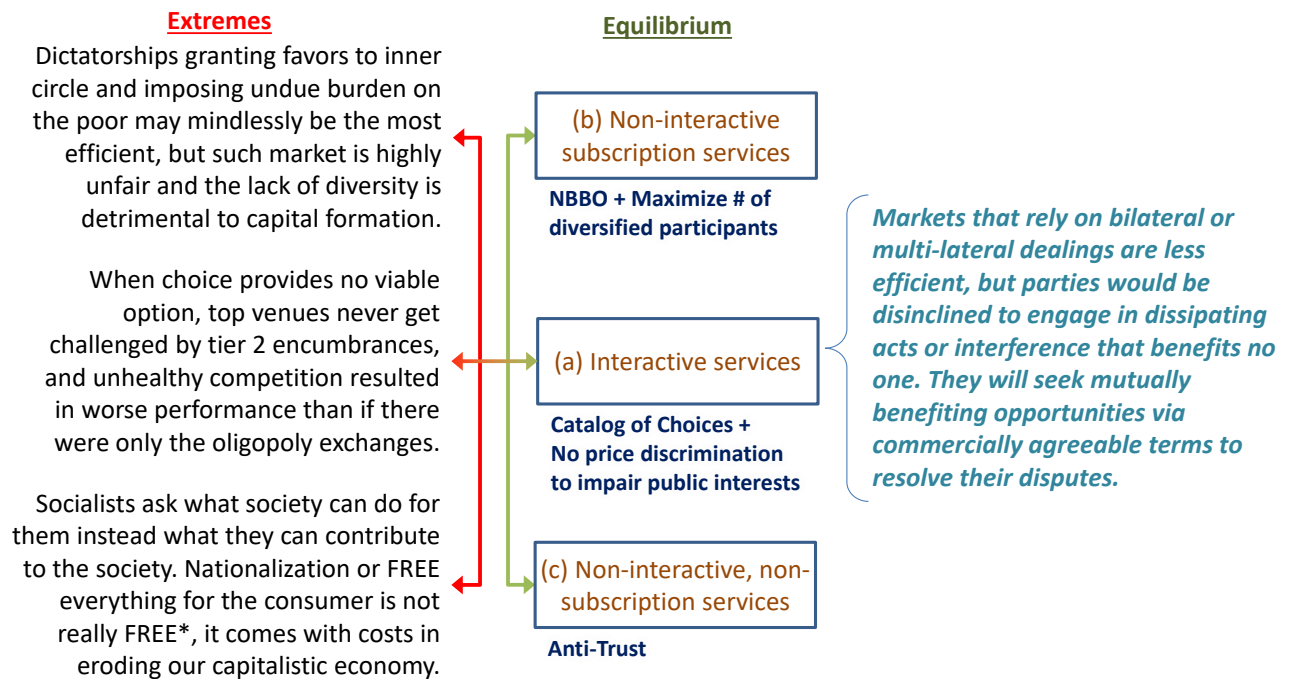 Extremes
Dictatorships granting favors to inner
circle and imposing undue burden on
the poor may mindlessly be the most
efficient, but such market is highly
unfair and the lack of diversity is
detrimental to capital formation.
When choice provides no viable
option, top venues never get
challenged by tier 2 encumbrances,
and unhealthy competition resulted
in worse performance than if there
were only the oligopoly exchanges.
Socialists ask what society can do for
them instead what they can contribute
to the society. Nationalization or FREE
everything for the consumer is not
really FREE*, it comes with costs in
eroding our capitalistic economy.
Equilibrium
(b) Non-interactive
subscription services
NBBO + Maximize # of
diversified participants
(a) Interactive services
Catalog of Choices +
No price discrimination
to impair public interests
(c) Non-interactive, non-
subscription services
Anti-Trust
Markets that rely on bilateral or
multi-lateral dealings are less
efficient, but parties would be
disinclined to engage in dissipating
acts or interference that benefits no
one. They will seek mutually
benefiting opportunities via
commercially agreeable terms to
resolve their disputes.